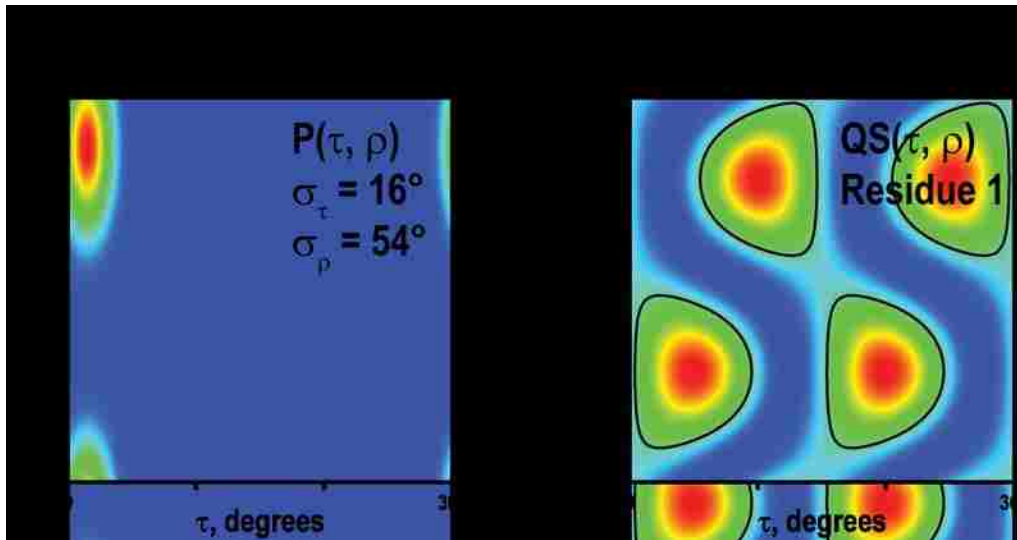 P(τ, ρ)
σ_τ = 16°
σ_ρ = 54°
τ, degrees
QS(τ, ρ)
Residue 1
τ, degrees